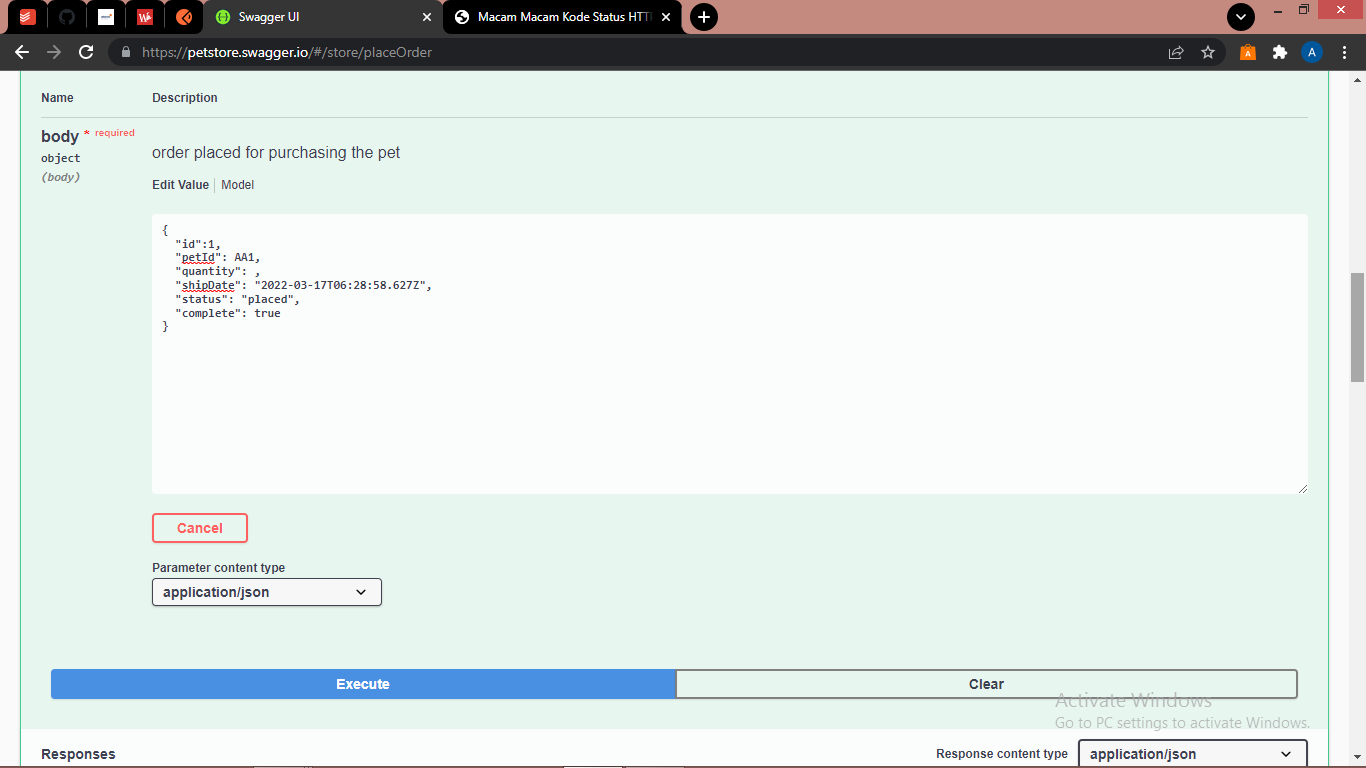 Swagger UI
Macam Macam Kode Status HTT
https://petstore.swagger.io/#/store/placeOrder
A
A
Name Description
body * required
object
(body)
order placed for purchasing the pet
Edit Value Model
{
"id":1,
"petId": AA1,
"quantity": ,
"shipDate": "2022-03-17T06:28:58.627Z",
"status": "placed",
"complete": true
}
Cancel
Parameter content type
application/json
Execute Clear
Activate Windows
Go to PC settings to activate Windows.
Responses Response content type application/json